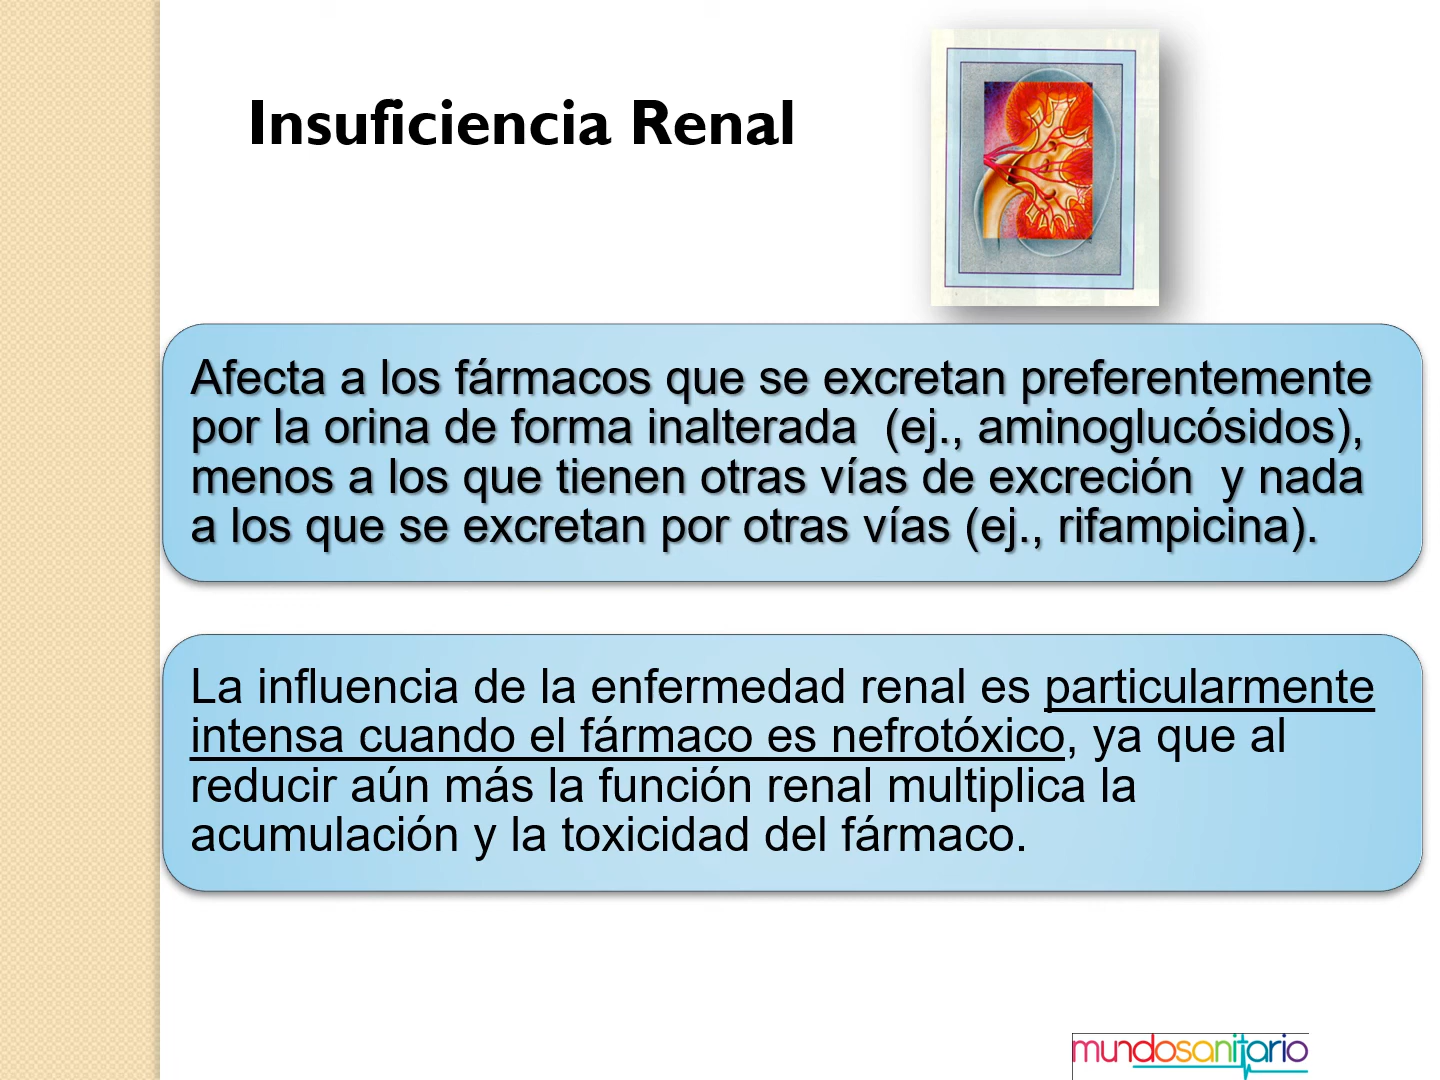 Insuficiencia Renal
Afecta a los fármacos que se excretan preferentemente
por la orina de forma inalterada (ej., aminoglucósidos),
menos a los que tienen otras vías de excreción y nada
a los que se excretan por otras vías (ej., rifampicina).
La influencia de la enfermedad renal es particularmente
intensa cuando el fármaco es nefrotóxico, ya que al
reducir aún más la función renal multiplica la
acumulación y la toxicidad del fármaco.
mundosanitario